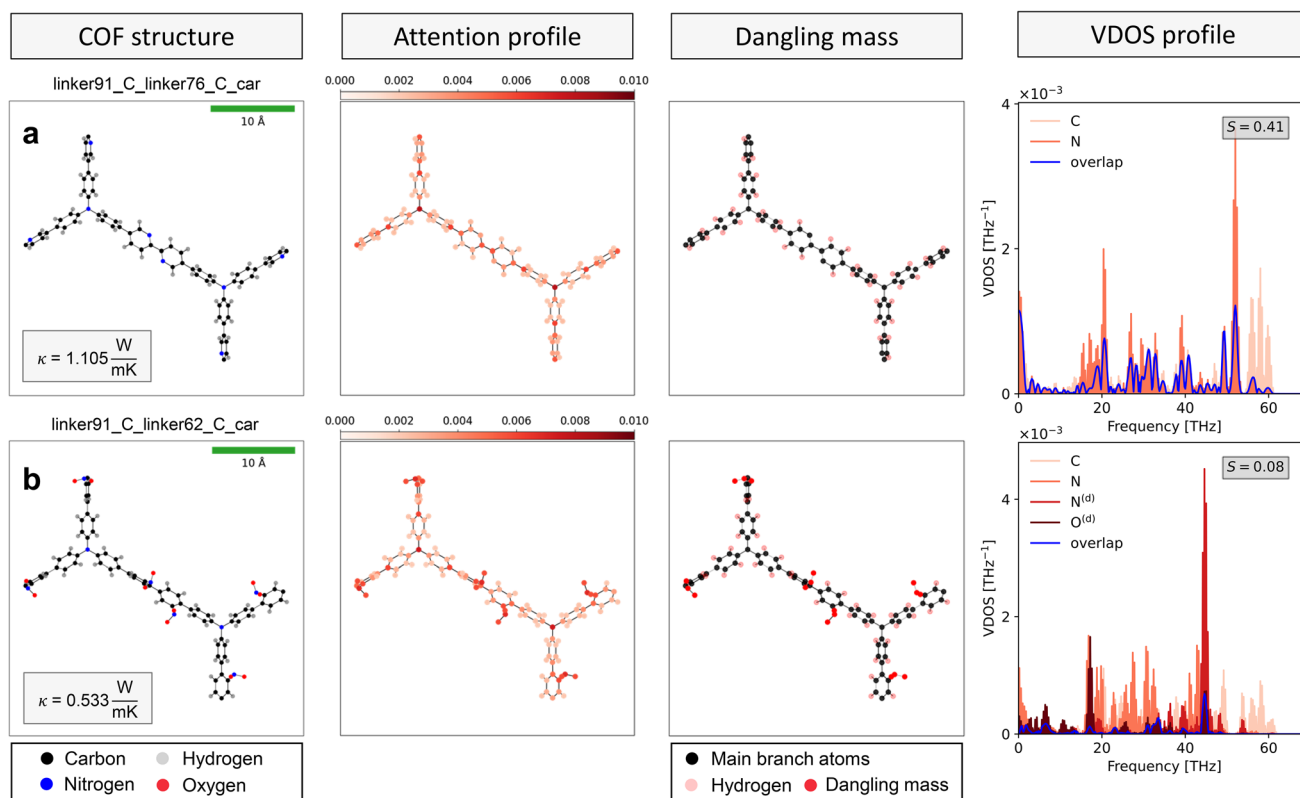 COF structure
Attention profile
Dangling mass
VDOS profile
linker91_C_linker76_C_car
0.000 0.002 0.004 0.006 0.008 0.010
a
10 Å
κ = 1.105 W/mK
×10⁻³
4
2
0
VDOS [THz⁻¹]
C
N
overlap
S = 0.41
0 20 40 60
Frequency [THz]
linker91_C_linker62_C_car
0.000 0.002 0.004 0.006 0.008 0.010
b
10 Å
κ = 0.533 W/mK
×10⁻³
4
2
0
VDOS [THz⁻¹]
C
N
N⁽ᵈ⁾
O⁽ᵈ⁾
overlap
S = 0.08
0 20 40 60
Frequency [THz]
Carbon Hydrogen
Nitrogen Oxygen
Main branch atoms
Hydrogen Dangling mass